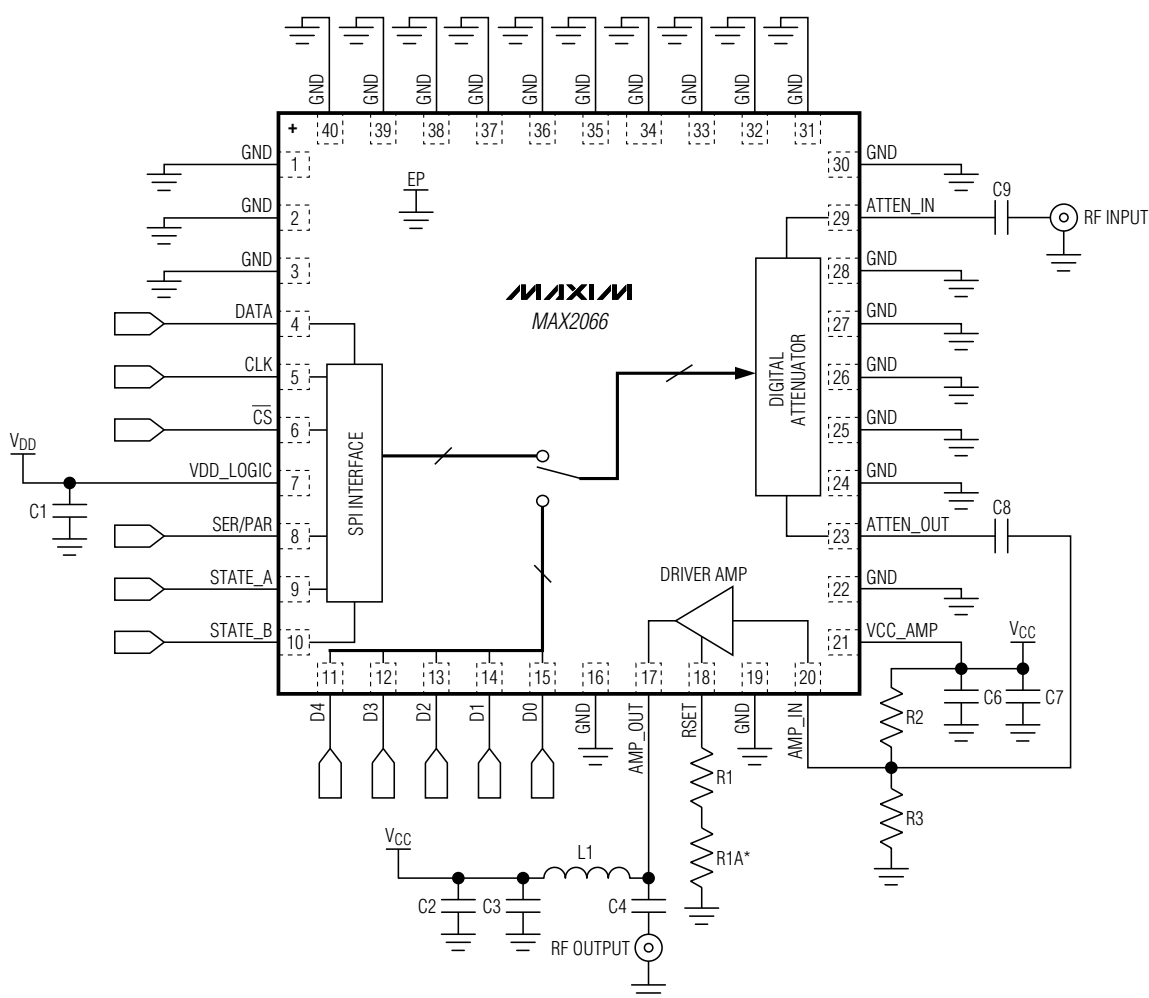 GND GND GND GND GND GND GND GND GND GND
+ 40 39 38 37 36 35 34 33 32 31
GND 1 30 GND
EP
C9
GND 2 29 ATTEN_IN RF INPUT
GND 3 28 GND
MAXIM
MAX2066
DATA 4 27 GND
CLK 5 26 GND
DIGITAL
ATTENUATOR
CS 6 25 GND
VDD
VDD_LOGIC 7 24 GND
C1
SPI INTERFACE
C8
SER/PAR 8 23 ATTEN_OUT
DRIVER AMP
STATE_A 9 22 GND
STATE_B 10 21 VCC_AMP VCC
11 12 13 14 15 16 17 18 19 20
D4 D3 D2 D1 D0 GND AMP_OUT RSET GND AMP_IN
R2 C6 C7
R1
R3
VCC
L1
R1A*
C2 C3 C4
RF OUTPUT